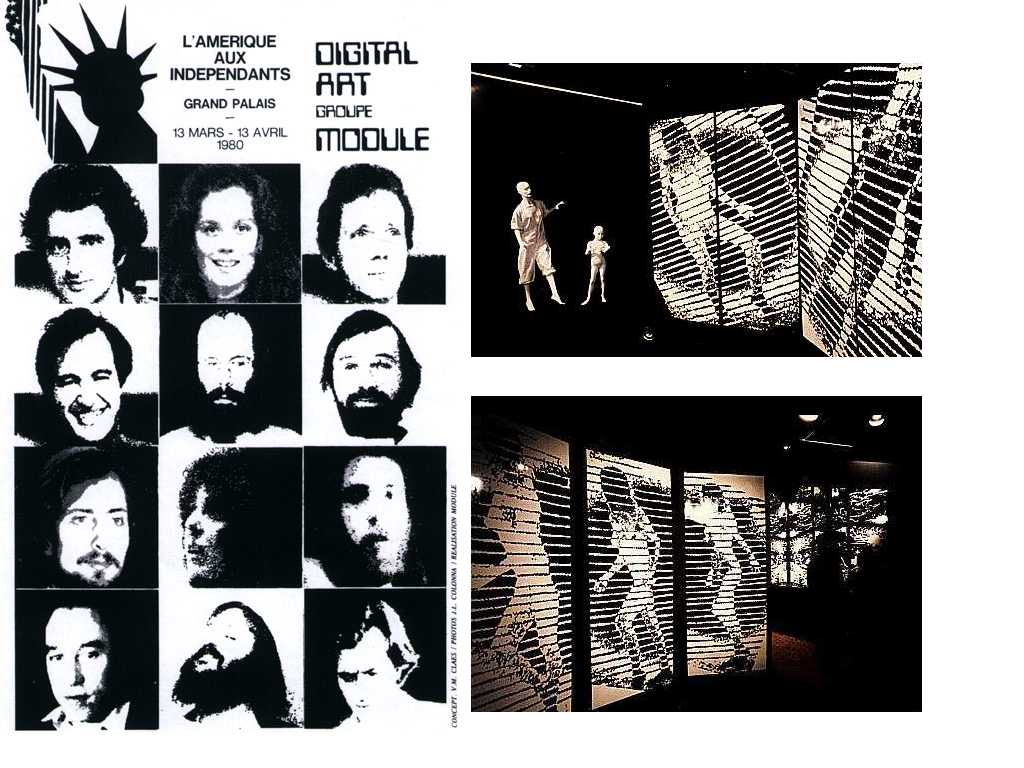 L'AMERIQUE
AUX
INDEPENDANTS
—
GRAND PALAIS
—
13 MARS - 13 AVRIL
1980
DIGITAL
ART
GROUPE
MODULE
CONCEPT. V.M. CLAES / PHOTOS J.L. COLONNA / REALISATION MODULE